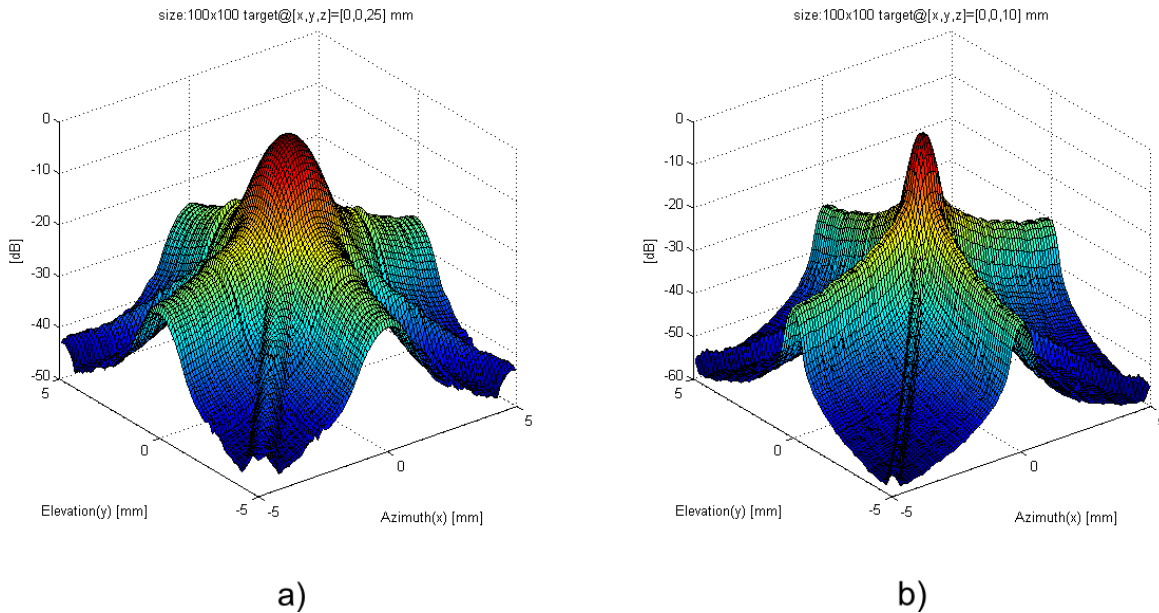 size:100x100 target@[x,y,z]=[0,0,25] mm
0
-10
-20
-30
-40
-50
[dB]
5
0
-5
Elevation(y) [mm]
-5
0
5
Azimuth(x) [mm]
a)
size:100x100 target@[x,y,z]=[0,0,10] mm
0
-10
-20
-30
-40
-50
-60
[dB]
5
0
-5
Elevation(y) [mm]
-5
0
Azimuth(x) [mm]
b)